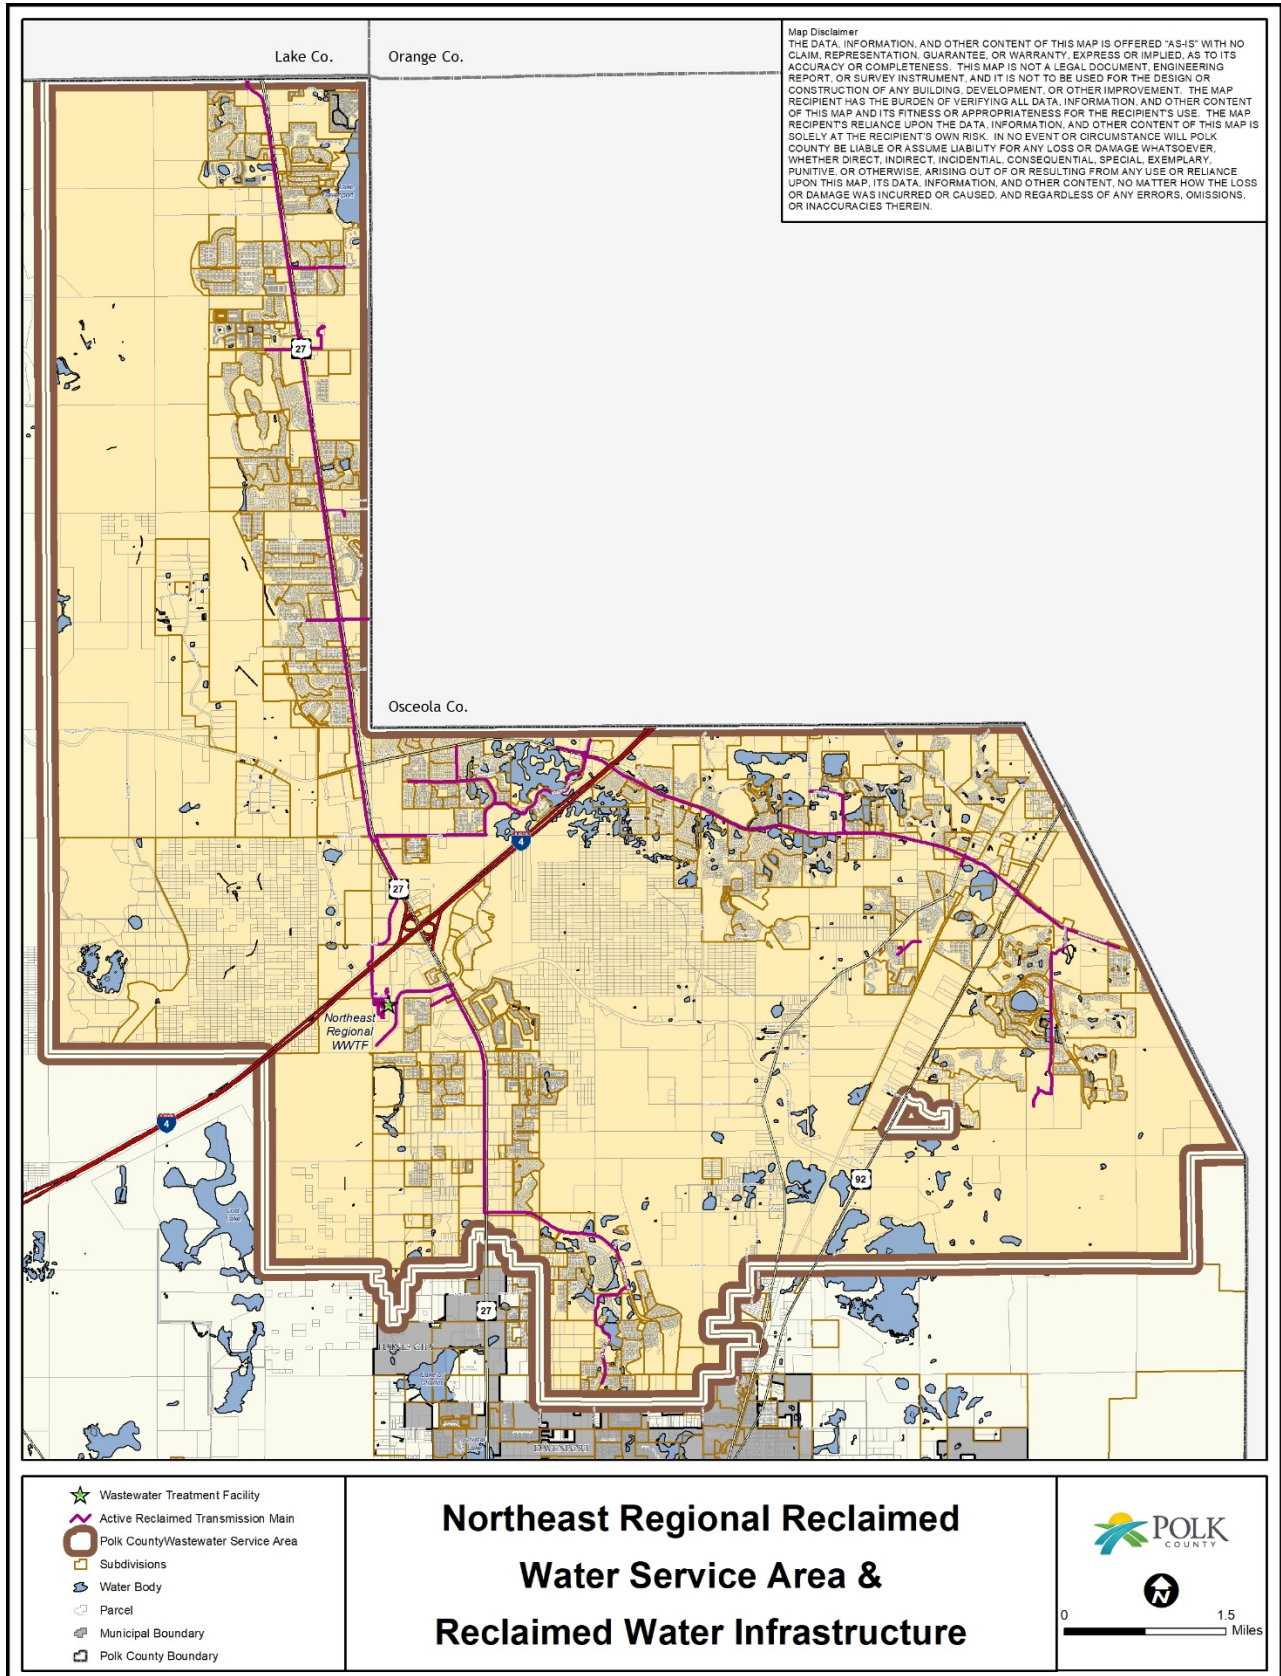 Lake Co.
Orange Co.
Map Disclaimer
THE DATA, INFORMATION, AND OTHER CONTENT OF THIS MAP IS OFFERED "AS-IS" WITH NO
CLAIM, REPRESENTATION, GUARANTEE, OR WARRANTY, EXPRESS OR IMPLIED, AS TO ITS
ACCURACY OR COMPLETENESS. THIS MAP IS NOT A LEGAL DOCUMENT, ENGINEERING
REPORT, OR SURVEY INSTRUMENT, AND IT IS NOT TO BE USED FOR THE DESIGN OR
CONSTRUCTION OF ANY BUILDING, DEVELOPMENT, OR OTHER IMPROVEMENT. THE MAP
RECIPIENT HAS THE BURDEN OF VERIFYING ALL DATA, INFORMATION, AND OTHER CONTENT
OF THIS MAP AND ITS FITNESS OR APPROPRIATENESS FOR THE RECIPIENT'S USE. THE MAP
RECIPENT'S RELIANCE UPON THE DATA, INFORMATION, AND OTHER CONTENT OF THIS MAP IS
SOLELY AT THE RECIPIENT'S OWN RISK. IN NO EVENT OR CIRCUMSTANCE WILL POLK
COUNTY BE LIABLE OR ASSUME LIABILITY FOR ANY LOSS OR DAMAGE WHATSOEVER,
WHETHER DIRECT, INDIRECT, INCIDENTIAL, CONSEQUENTIAL, SPECIAL, EXEMPLARY,
PUNITIVE, OR OTHERWISE, ARISING OUT OF OR RESULTING FROM ANY USE OR RELIANCE
UPON THIS MAP, ITS DATA, INFORMATION, AND OTHER CONTENT, NO MATTER HOW THE LOSS
OR DAMAGE WAS INCURRED OR CAUSED, AND REGARDLESS OF ANY ERRORS, OMISSIONS,
OR INACCURACIES THEREIN.
27
Osceola Co.
4
27
Northeast
Regional
WWTF
4
92
Lake
27
DAVENPORT
Wastewater Treatment Facility
Active Reclaimed Transmission Main
Polk CountyWastewater Service Area
Subdivisions
Water Body
Parcel
Municipal Boundary
Polk County Boundary
Northeast Regional Reclaimed
Water Service Area &
Reclaimed Water Infrastructure
POLK
COUNTY
N
0 1.5
Miles